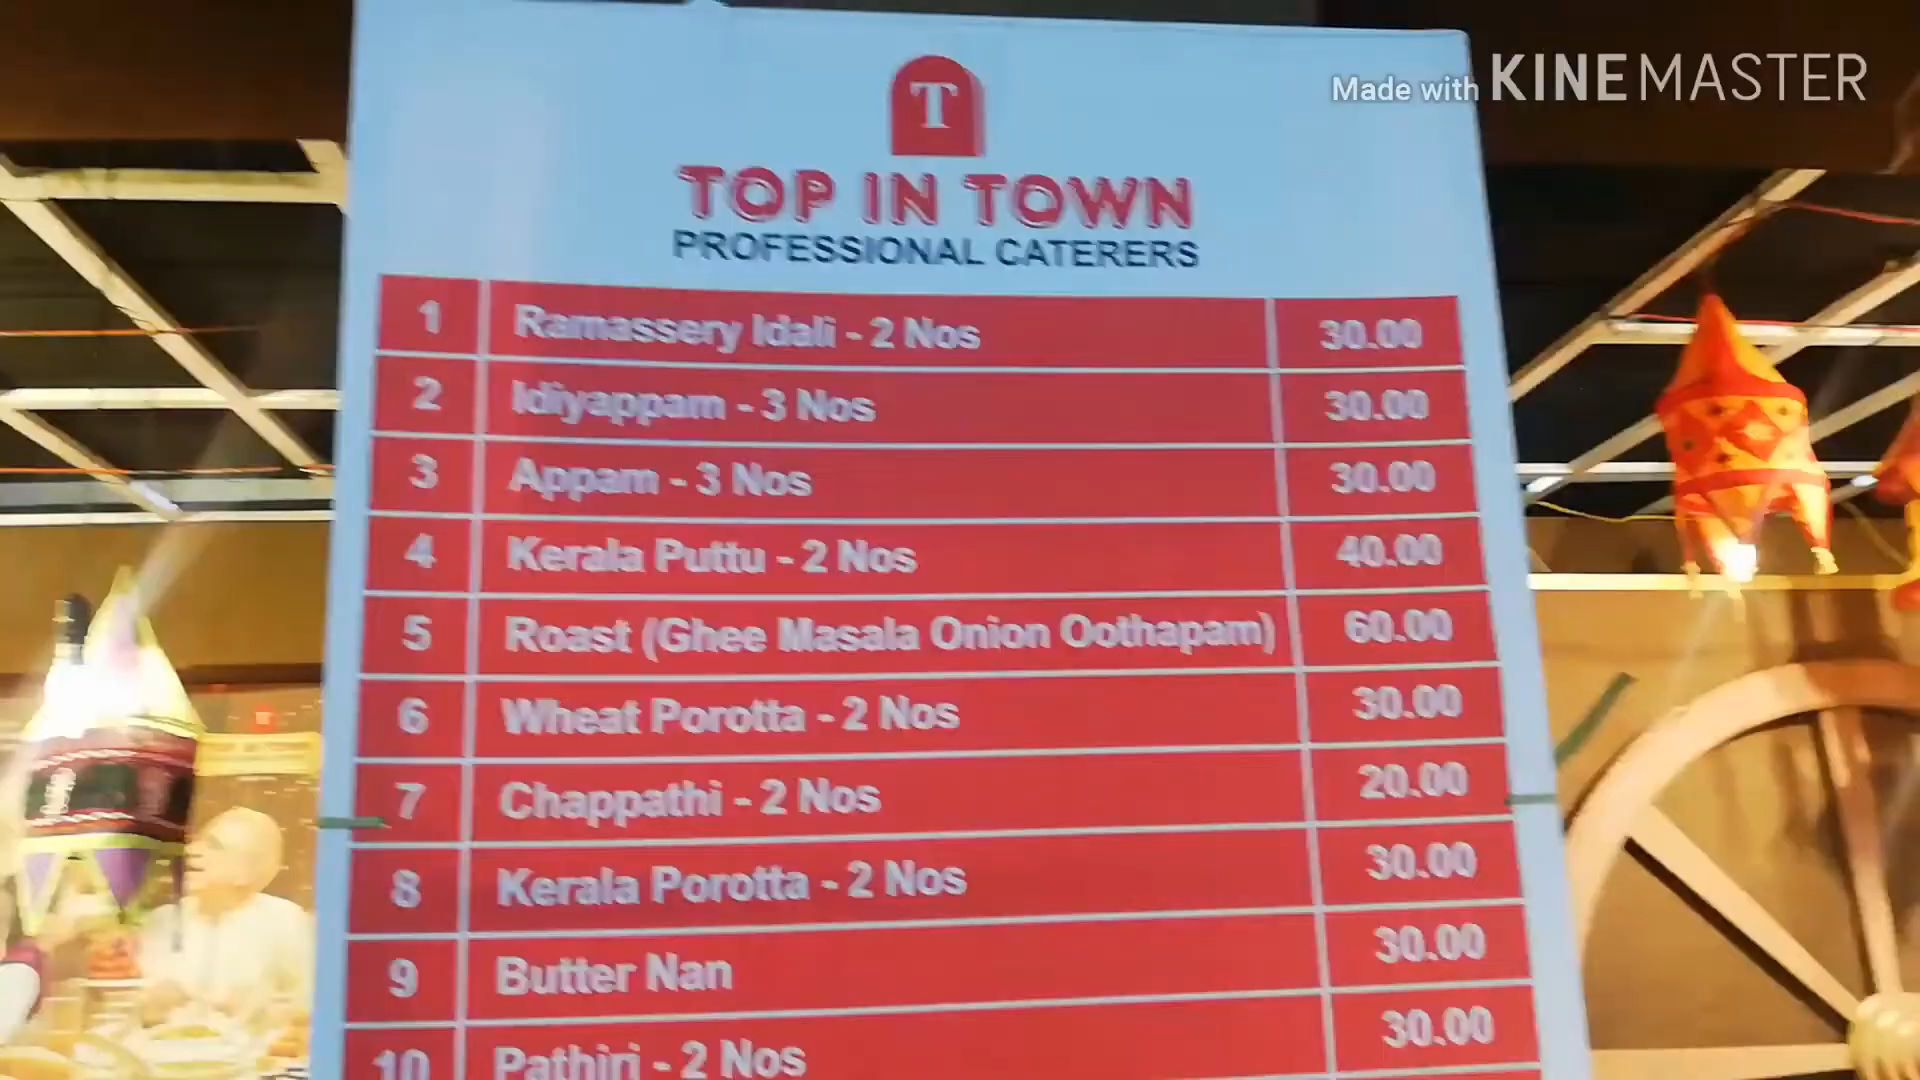 Made with KINEMASTER
T
TOP IN TOWN
PROFESSIONAL CATERERS
1 Ramassery Idali - 2 Nos 30.00
2 Idiyappam - 3 Nos 30.00
3 Appam - 3 Nos 30.00
4 Kerala Puttu - 2 Nos 40.00
5 Roast (Ghee Masala Onion Oothapam) 60.00
6 Wheat Porotta - 2 Nos 30.00
7 Chappathi - 2 Nos 20.00
8 Kerala Porotta - 2 Nos 30.00
9 Butter Nan 30.00
10 Pathiri - 2 Nos 30.00